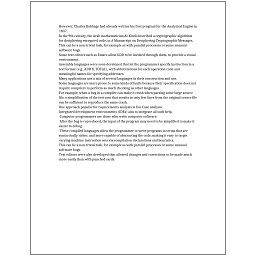 However, Charles Babbage had already written his first program for the Analytical Engine in
1837.
In the 9th century, the Arab mathematician Al-Kindi described a cryptographic algorithm
for deciphering encrypted code, in A Manuscript on Deciphering Cryptographic Messages.
This can be a non-trivial task, for example as with parallel processes or some unusual
software bugs.
Some text editors such as Emacs allow GDB to be invoked through them, to provide a visual
environment.
Assembly languages were soon developed that let the programmer specify instruction in a
text format (e.g., ADD X, TOTAL), with abbreviations for each operation code and
meaningful names for specifying addresses.
Many applications use a mix of several languages in their construction and use.
Some languages are more prone to some kinds of faults because their specification does not
require compilers to perform as much checking as other languages.
For example, when a bug in a compiler can make it crash when parsing some large source
file, a simplification of the test case that results in only few lines from the original source file
can be sufficient to reproduce the same crash.
One approach popular for requirements analysis is Use Case analysis.
Integrated development environments (IDEs) aim to integrate all such help.
Computer programmers are those who write computer software.
After the bug is reproduced, the input of the program may need to be simplified to make it
easier to debug.
These compiled languages allow the programmer to write programs in terms that are
syntactically richer, and more capable of abstracting the code, making it easy to target
varying machine instruction sets via compilation declarations and heuristics.
This can be a non-trivial task, for example as with parallel processes or some unusual
software bugs.
Text editors were also developed that allowed changes and corrections to be made much
more easily than with punched cards.